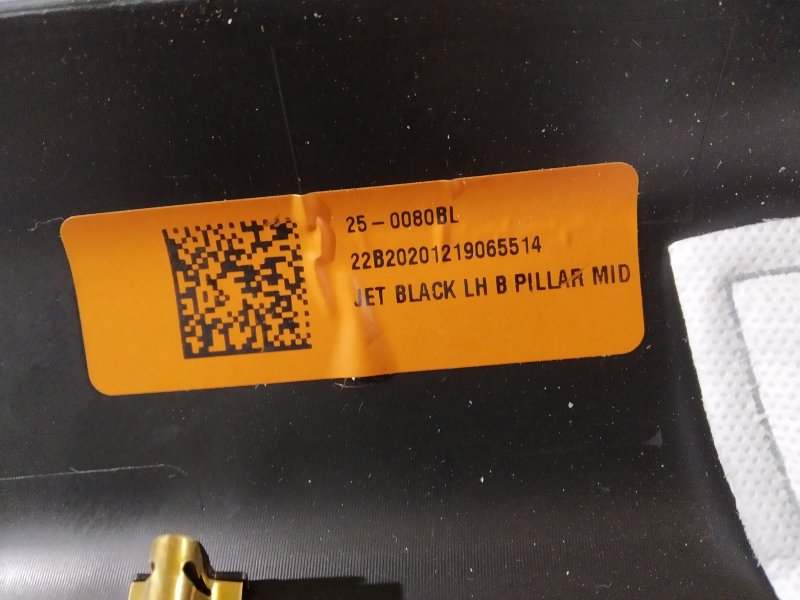 25-0080BL
22B20201219065514
JET BLACK LH B PILLAR MID